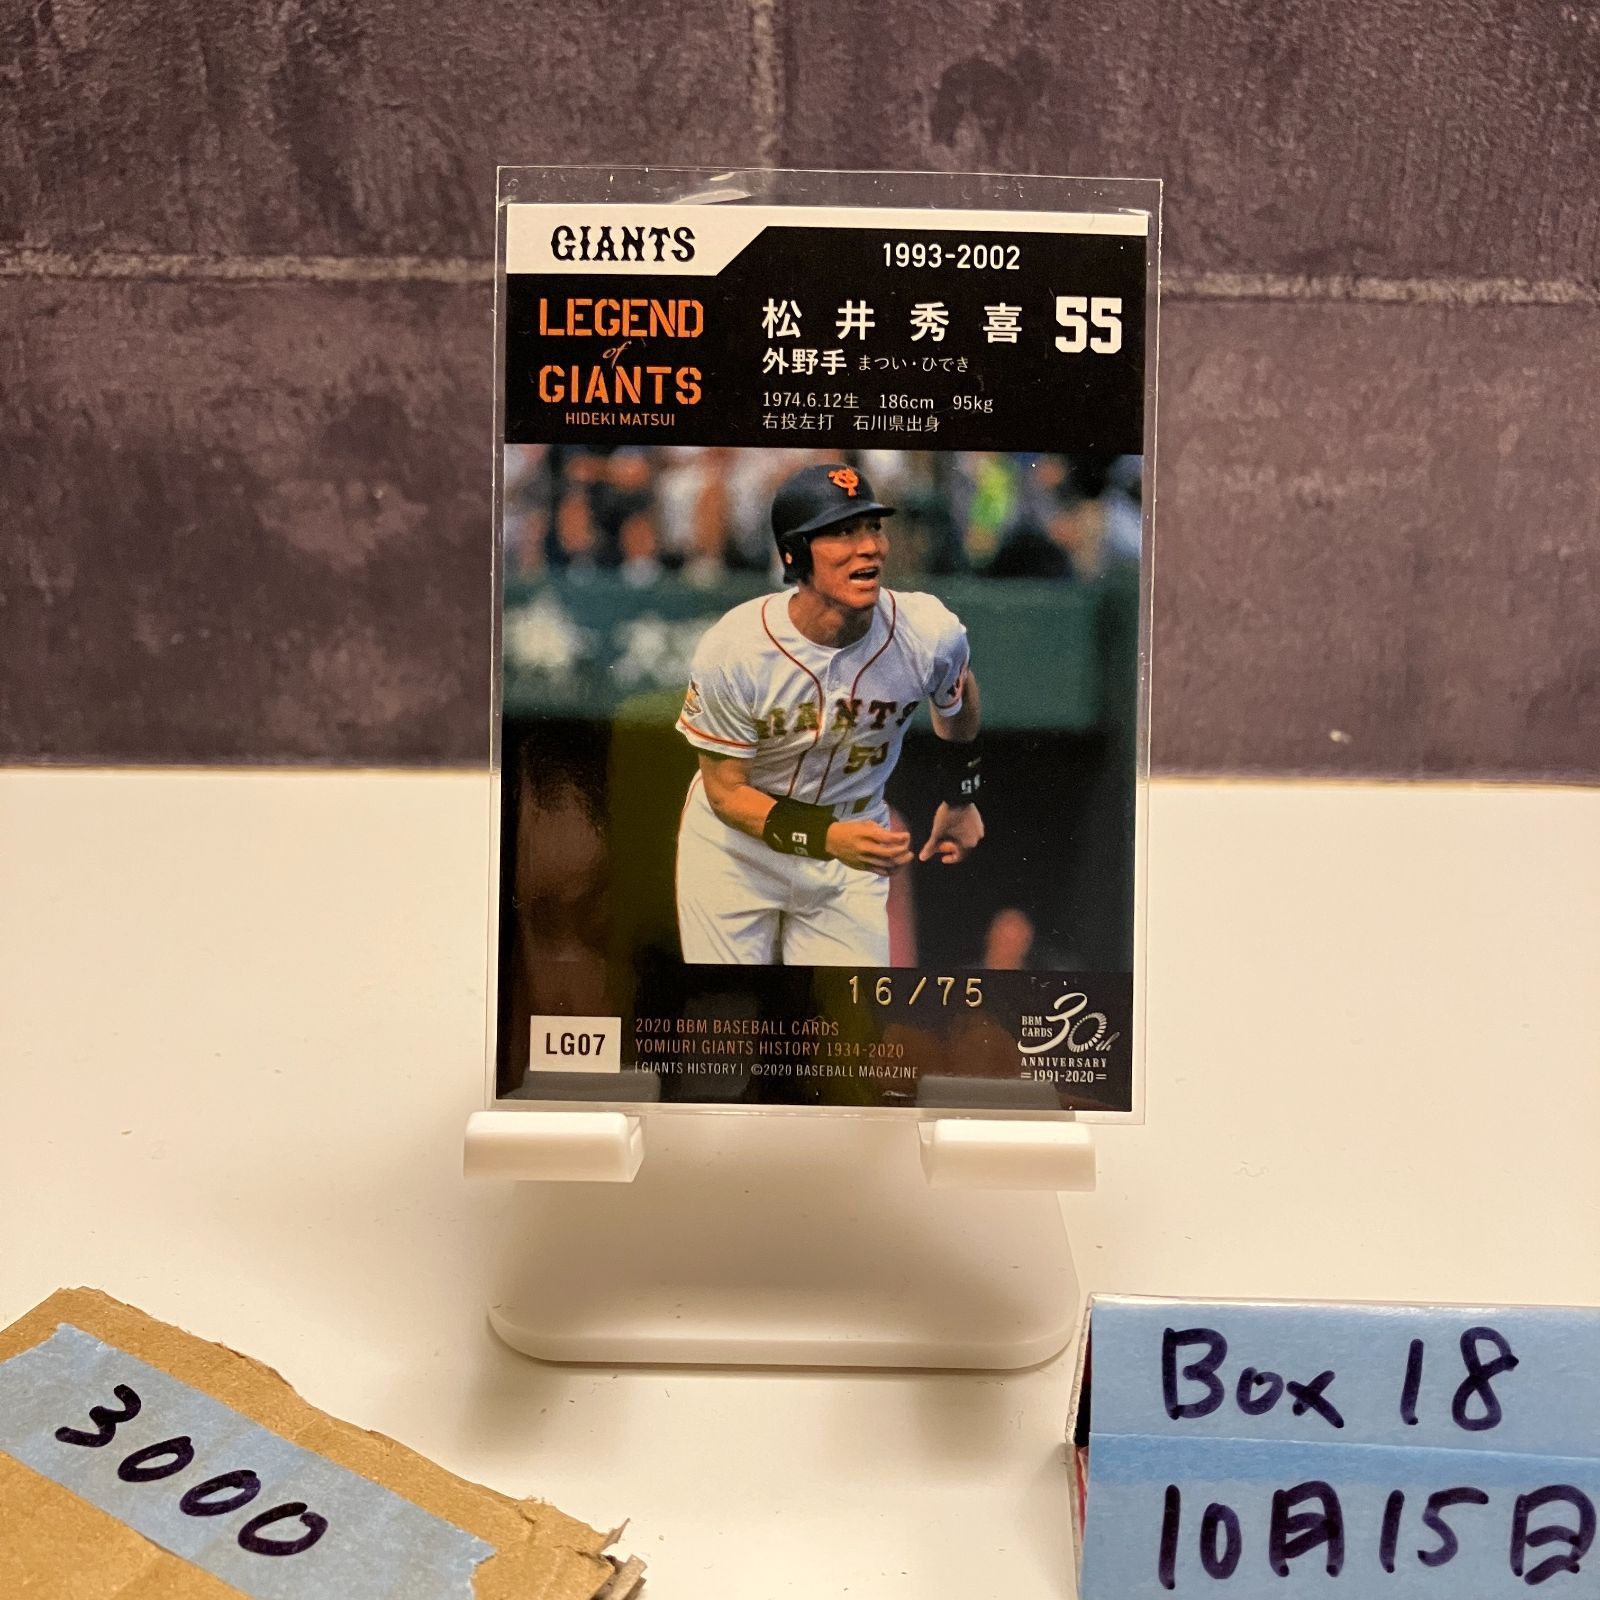 GIANTS
1993-2002
LEGEND
of
GIANTS
HIDEKI MATSUI
松井秀喜 55
外野手 まつい・ひでき
1974.6.12生 186cm 95kg
右投左打 石川県出身
GIANTS
55
55
16/75
LG07
2020 BBM BASEBALL CARDS
YOMIURI GIANTS HISTORY 1934-2020
「GIANTS HISTORY」 ©2020 BASEBALL MAGAZINE
BBM
CARDS
30th
ANNIVERSARY
=1991-2020=
3000
Box 18
10月15日